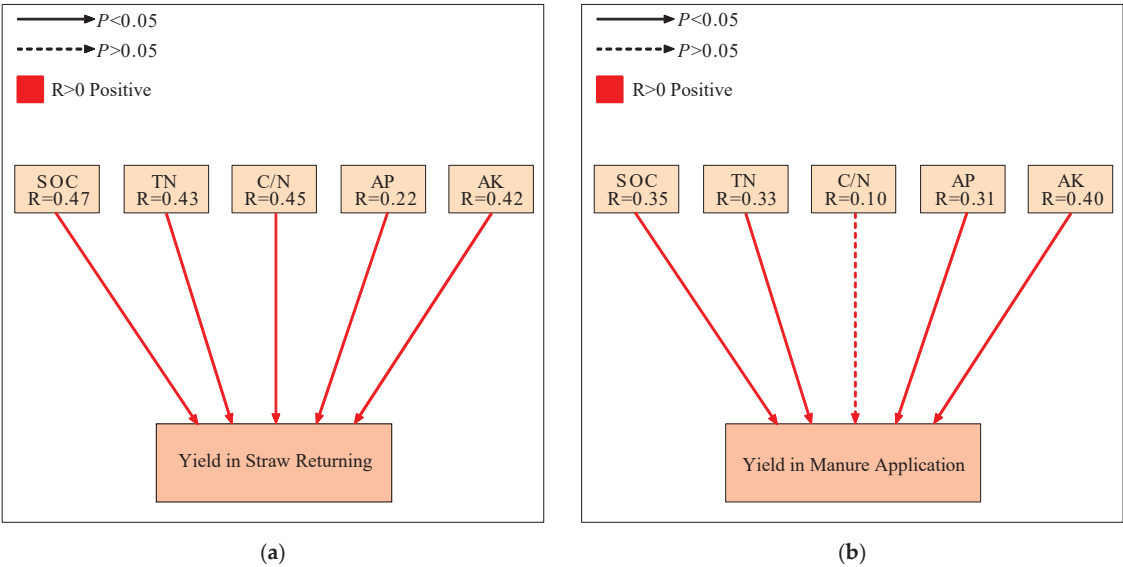 P<0.05
P>0.05
R>0 Positive
SOC
R=0.47
TN
R=0.43
C/N
R=0.45
AP
R=0.22
AK
R=0.42
Yield in Straw Returning
(a)
P<0.05
P>0.05
R>0 Positive
SOC
R=0.35
TN
R=0.33
C/N
R=0.10
AP
R=0.31
AK
R=0.40
Yield in Manure Application
(b)